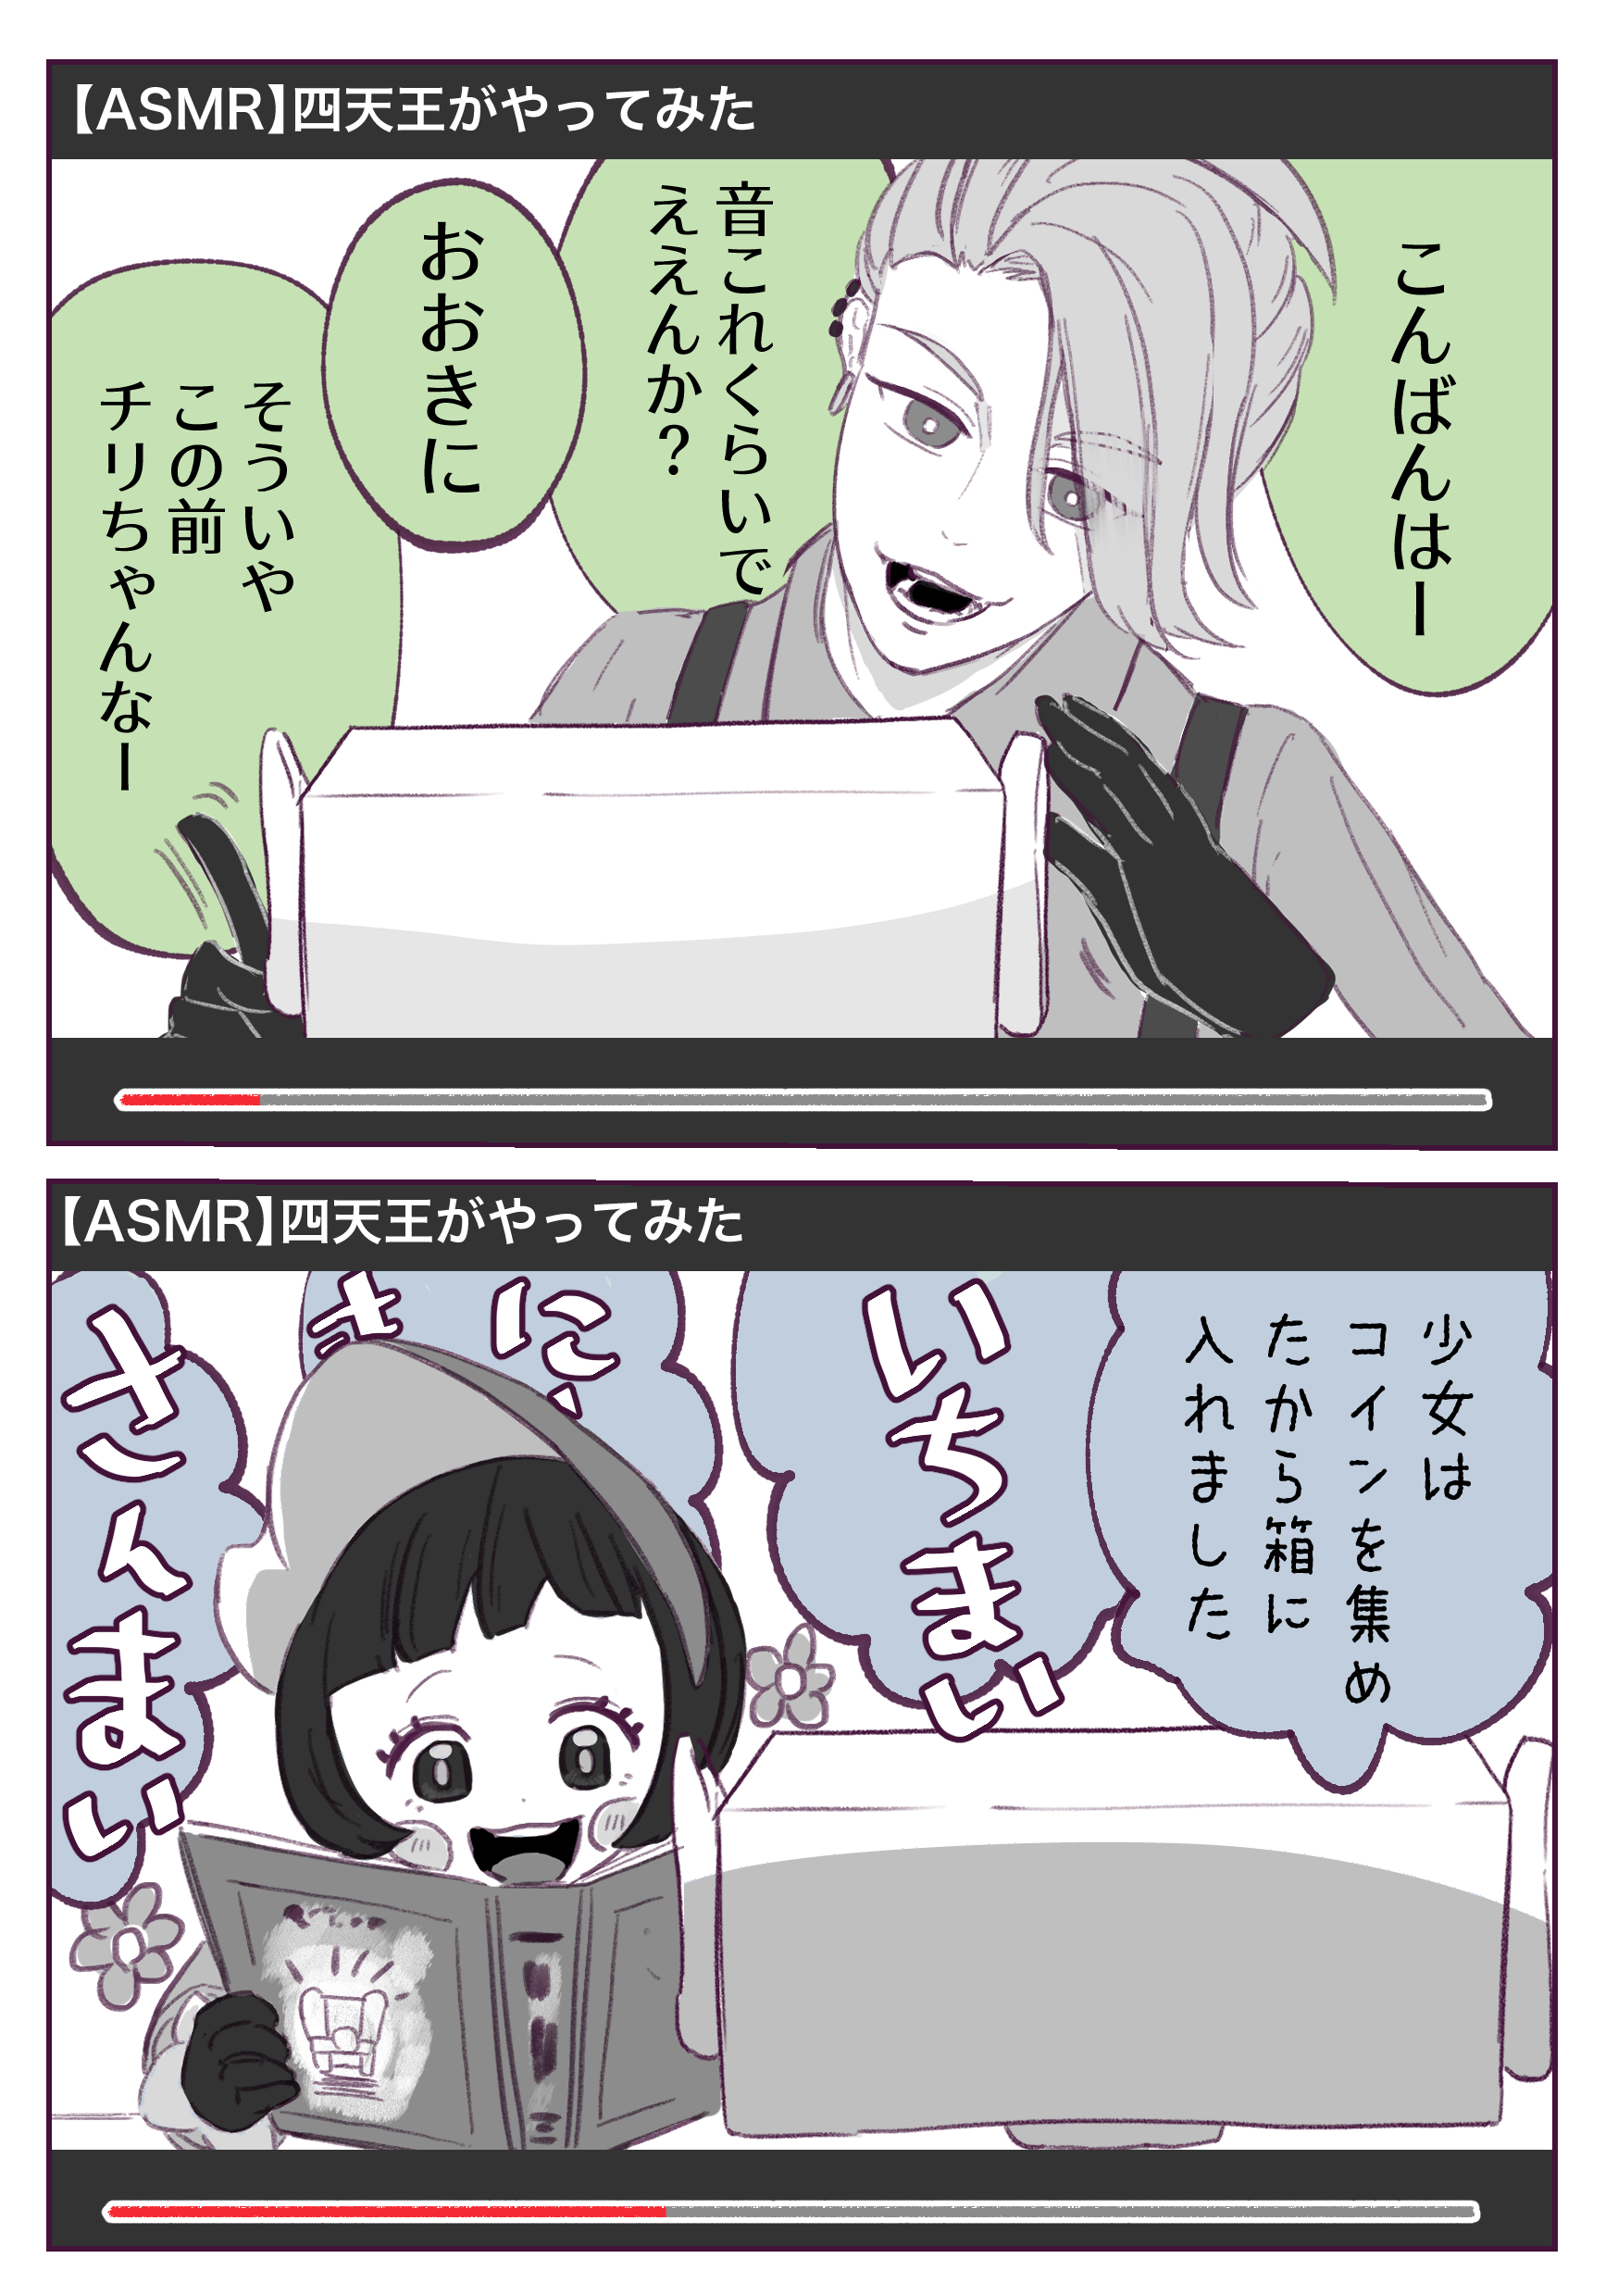 【ASMR】四天王がやってみた
こんばんはー
音これくらいで
ええんか？
おおきに
そういや
この前
チリちゃんなー
【ASMR】四天王がやってみた
少女は
コインを集め
たから箱に
入れました
いちまい
に、
さ
さんまい